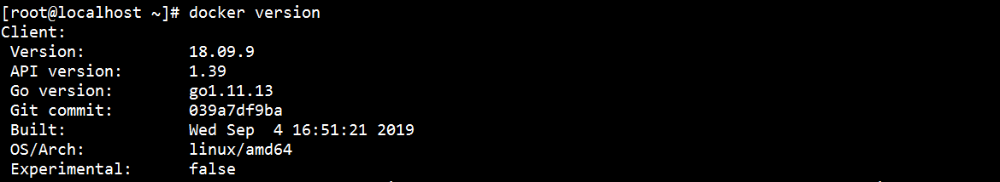 [root@localhost ~]# docker version
Client:
 Version:           18.09.9
 API version:       1.39
 Go version:        go1.11.13
 Git commit:        039a7df9ba
 Built:             Wed Sep  4 16:51:21 2019
 OS/Arch:           linux/amd64
 Experimental:      false